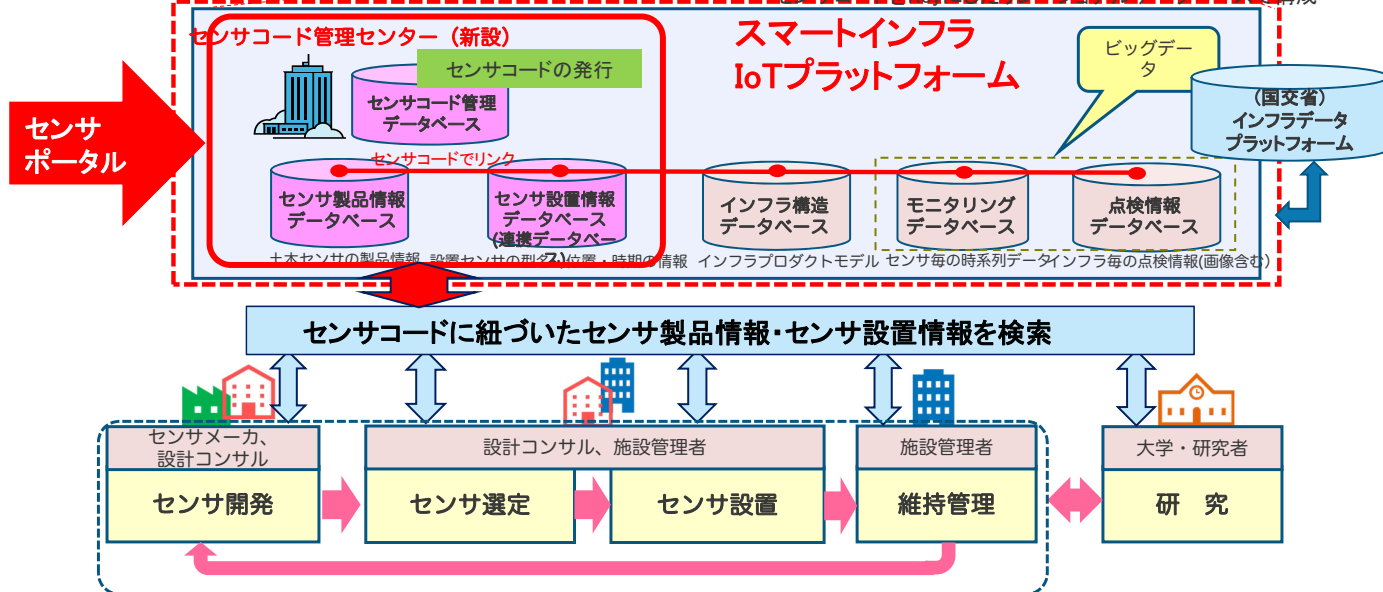 センサコード管理センター（新設）
センサコードの発行
スマートインフラ
IoTプラットフォーム
ビッグデー
タ
（国交省）
インフラデータ
プラットフォーム
センサ
ポータル
センサコード管理
データベース
センサコードでリンク
センサ製品情報
データベース
センサ設置情報
データベース
(連携データベー
ス)
インフラ構造
データベース
モニタリング
データベース
点検情報
データベース
土木センサの製品情報
設置センサの型名・位置・時期の情報
インフラプロダクトモデル
センサ毎の時系列データ
インフラ毎の点検情報(画像含む)
センサコードに紐づいたセンサ製品情報・センサ設置情報を検索
センサメーカ、
設計コンサル
設計コンサル、施設管理者
施設管理者
大学・研究者
センサ開発
センサ選定
センサ設置
維持管理
研　究